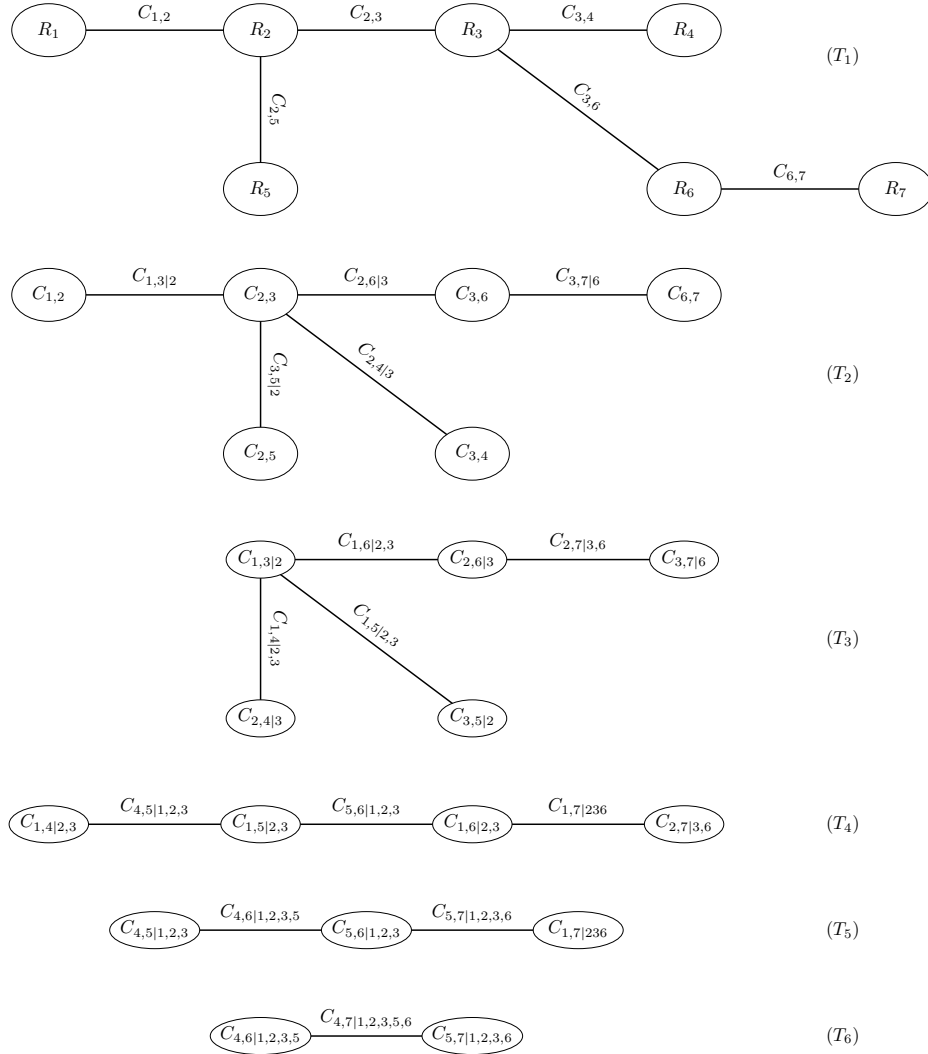 C_{1,2} C_{2,3} C_{3,4}
R_1 R_2 R_3 R_4
(T_1)
C_{2,5} C_{3,6}
C_{6,7}
R_5 R_6 R_7
C_{1,3|2} C_{2,6|3} C_{3,7|6}
C_{1,2} C_{2,3} C_{3,6} C_{6,7}
C_{3,5|2} C_{2,4|3}
(T_2)
C_{2,5} C_{3,4}
C_{1,6|2,3} C_{2,7|3,6}
C_{1,3|2} C_{2,6|3} C_{3,7|6}
C_{1,4|2,3} C_{1,5|2,3}
(T_3)
C_{2,4|3} C_{3,5|2}
C_{4,5|1,2,3} C_{5,6|1,2,3} C_{1,7|236}
C_{1,4|2,3} C_{1,5|2,3} C_{1,6|2,3} C_{2,7|3,6} (T_4)
C_{4,6|1,2,3,5} C_{5,7|1,2,3,6}
C_{4,5|1,2,3} C_{5,6|1,2,3} C_{1,7|236} (T_5)
C_{4,7|1,2,3,5,6}
C_{4,6|1,2,3,5} C_{5,7|1,2,3,6} (T_6)